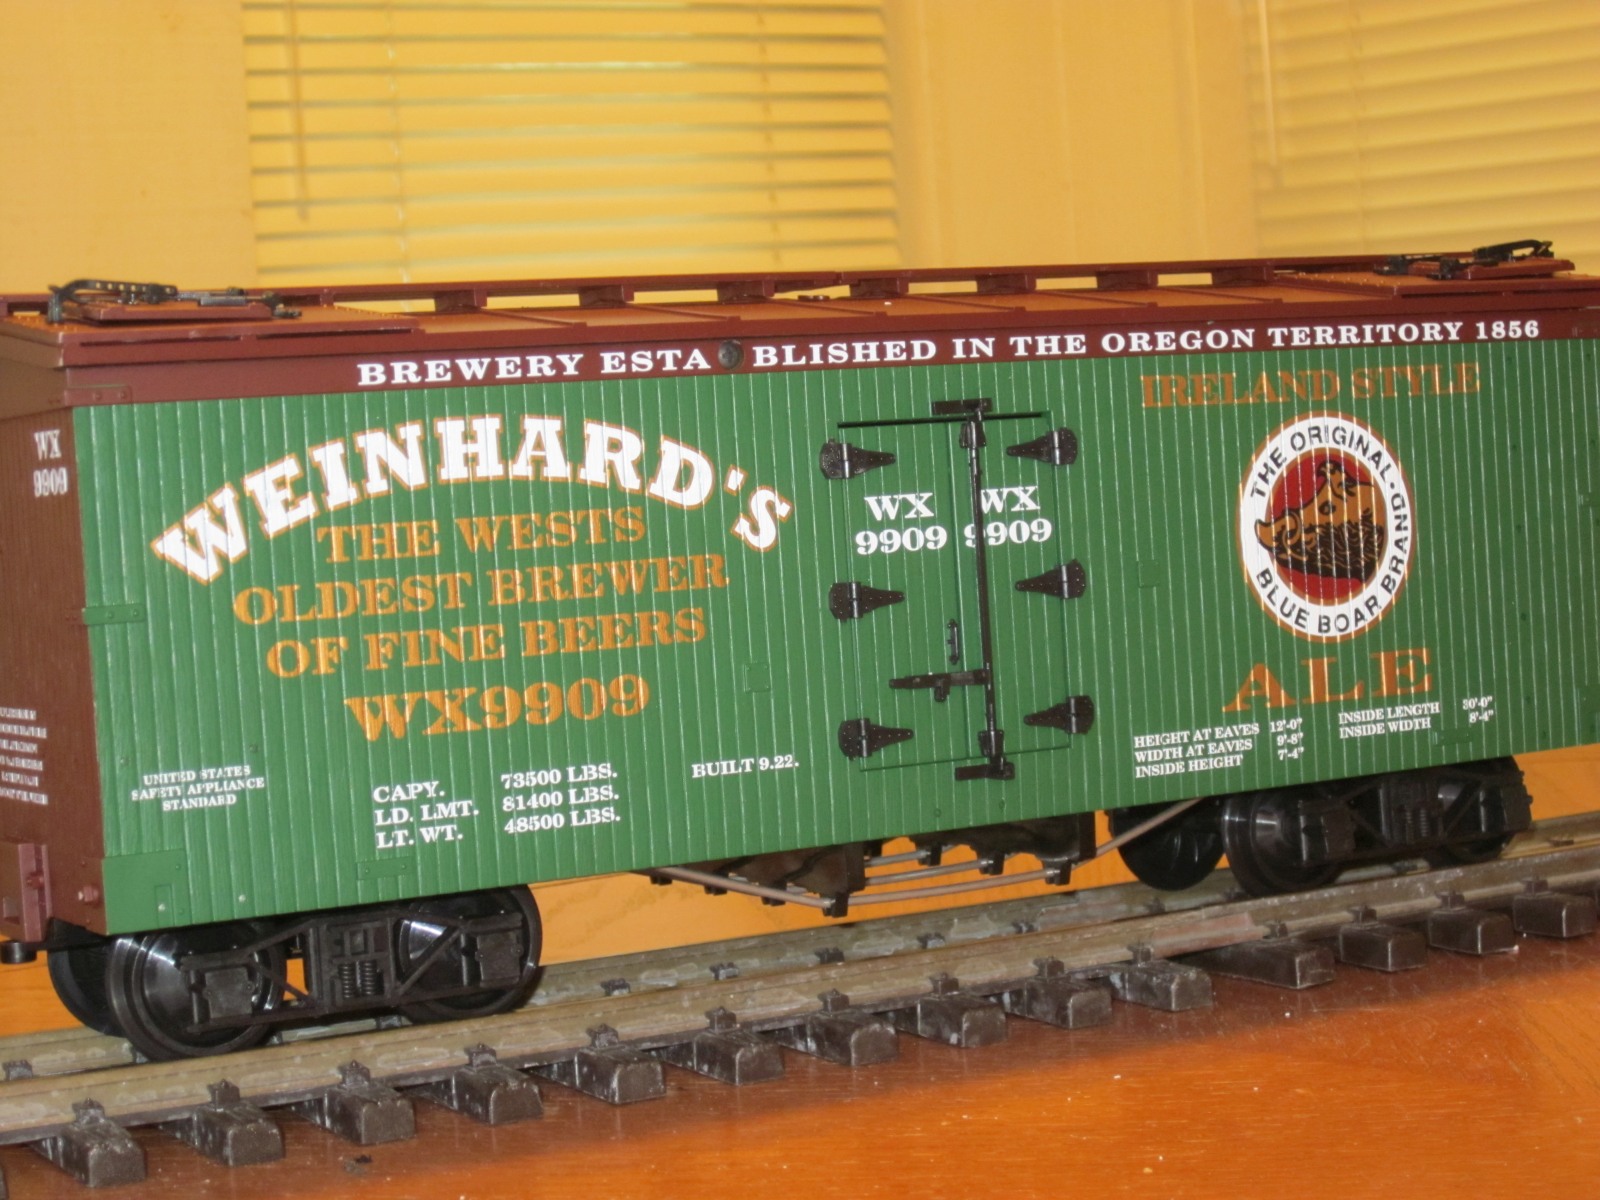 BREWERY ESTA BLISHED IN THE OREGON TERRITORY 1856
WX
9909
WEINHARD'S
THE WESTS
OLDEST BREWER
OF FINE BEERS
WX9909
UNITED STATES
SAFETY APPLIANCE
STANDARD
CAPY. 73500 LBS.
LD. LMT. 81400 LBS.
LT. WT. 48500 LBS.
BUILT 9.22.
WX WX
9909 9909
IRELAND STYLE
THE ORIGINAL · BLUE BOAR BRAND
ALE
HEIGHT AT EAVES 12'-0"
WIDTH AT EAVES 9'-8"
INSIDE HEIGHT 7'-4"
INSIDE LENGTH 30'-0"
INSIDE WIDTH 8'-4"